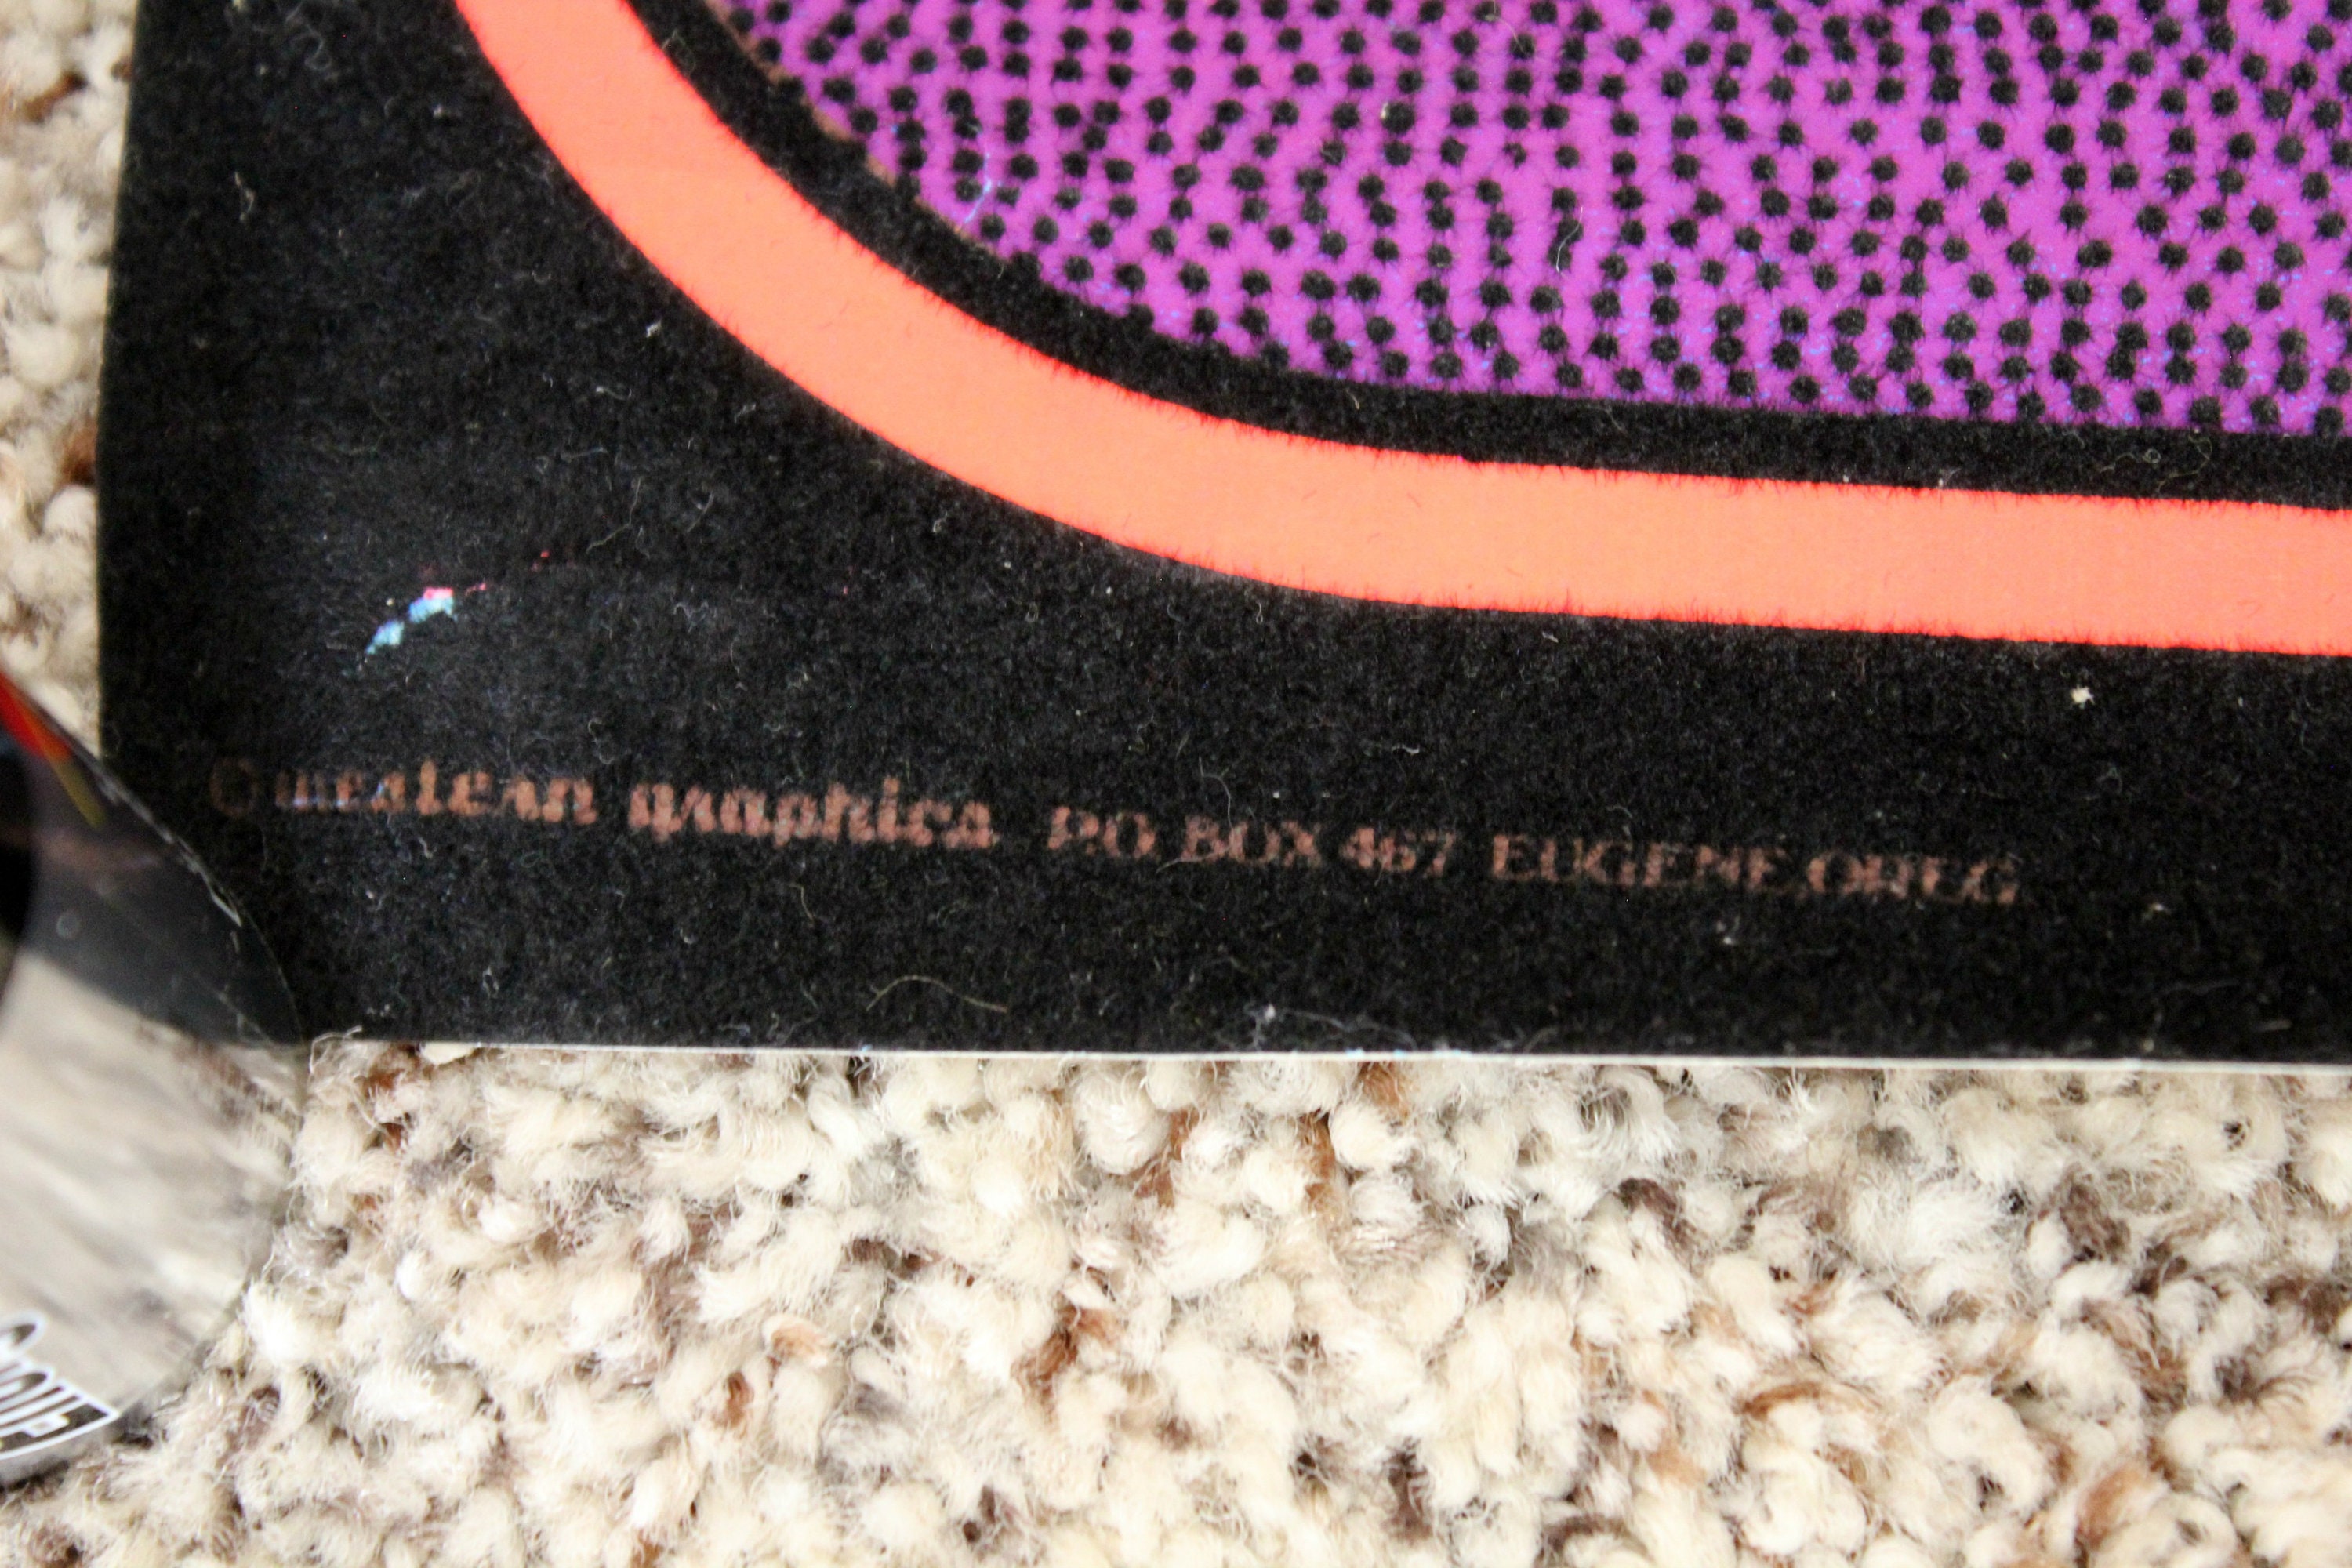 © western graphics P.O. BOX 467 EUGENE, OREG